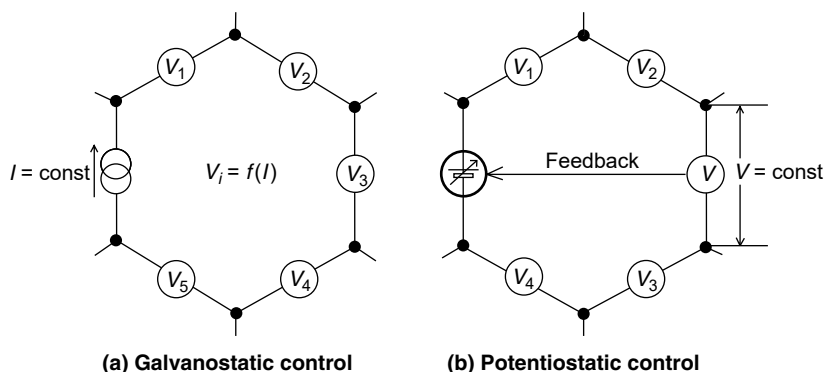 V1
V2
I = const
Vi = f(I)
V3
V5
V4
(a) Galvanostatic control
V1
V2
Feedback
V
V = const
V4
V3
(b) Potentiostatic control